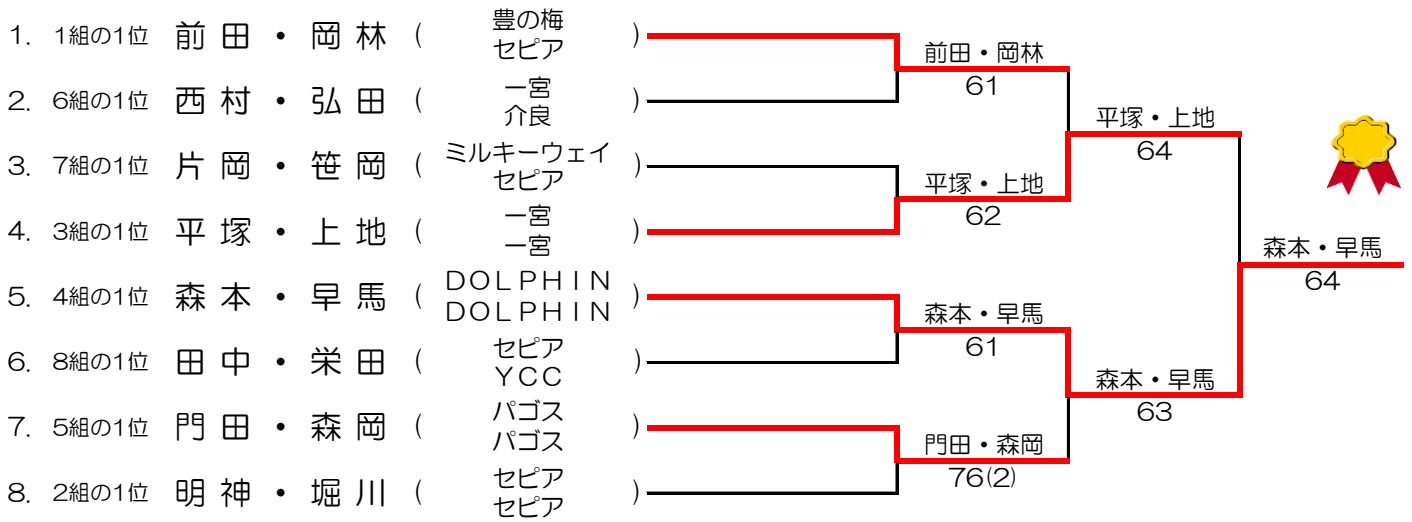 1. 1組の1位 前田・岡林 ( 豊の梅 セピア )
2. 6組の1位 西村・弘田 ( 一宮 介良 )
3. 7組の1位 片岡・笹岡 ( ミルキーウェイ セピア )
4. 3組の1位 平塚・上地 ( 一宮 一宮 )
5. 4組の1位 森本・早馬 ( DOLPHIN DOLPHIN )
6. 8組の1位 田中・栄田 ( セピア YCC )
7. 5組の1位 門田・森岡 ( パゴス パゴス )
8. 2組の1位 明神・堀川 ( セピア セピア )
前田・岡林
61
平塚・上地
62
森本・早馬
61
門田・森岡
76(2)
平塚・上地
64
森本・早馬
63
森本・早馬
64